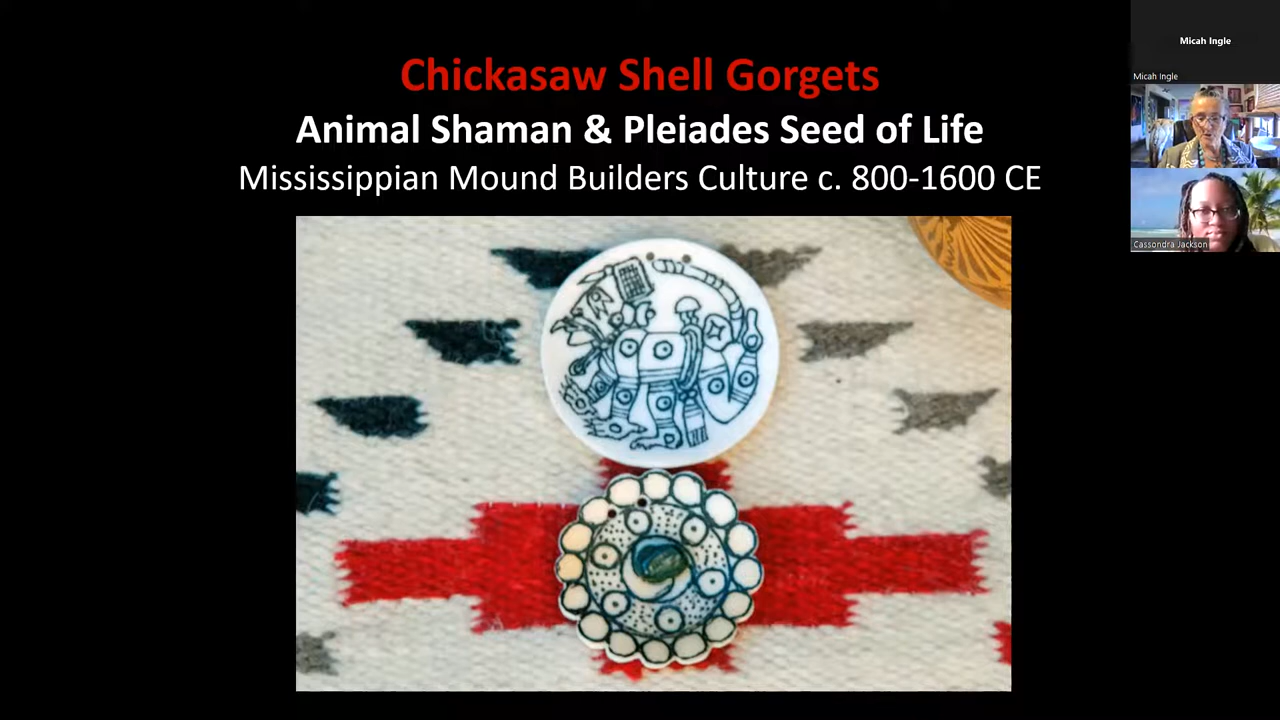 Chickasaw Shell Gorgets
Animal Shaman & Pleiades Seed of Life
Mississippian Mound Builders Culture c. 800-1600 CE
Micah Ingle
Micah Ingle
Cassondra Jackson